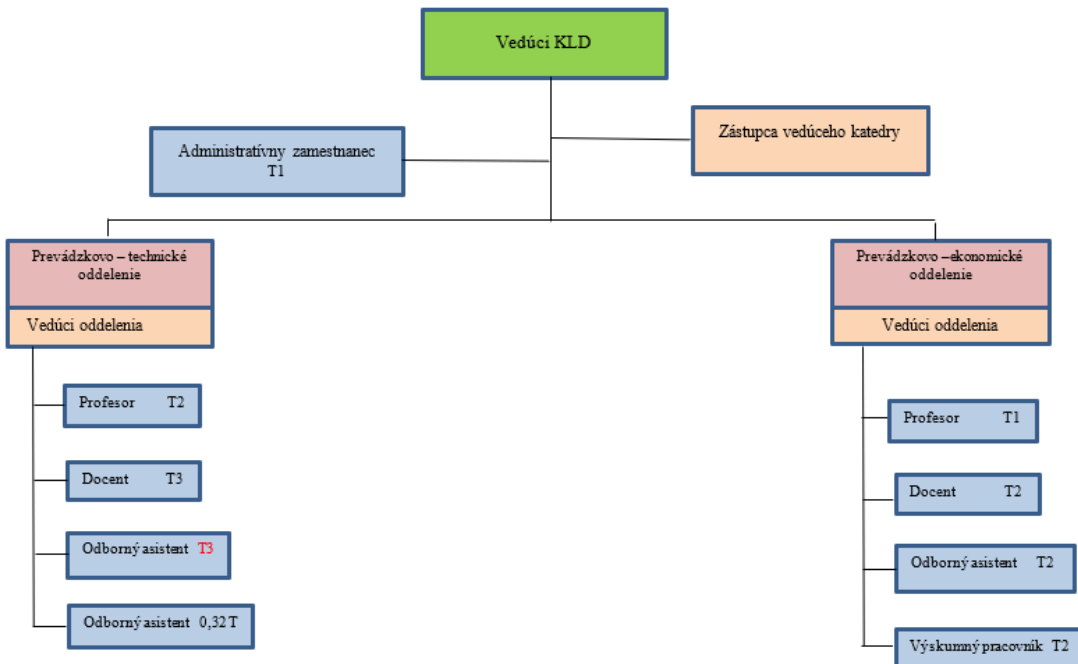 Vedúci KLD
Zástupca vedúceho katedry
Administratívny zamestnanec
T1
Prevádzkovo – technické
oddelenie
Vedúci oddelenia
Profesor T2
Docent T3
Odborný asistent T3
Odborný asistent 0,32 T
Prevádzkovo –ekonomické
oddelenie
Vedúci oddelenia
Profesor T1
Docent T2
Odborný asistent T2
Výskumný pracovník T2